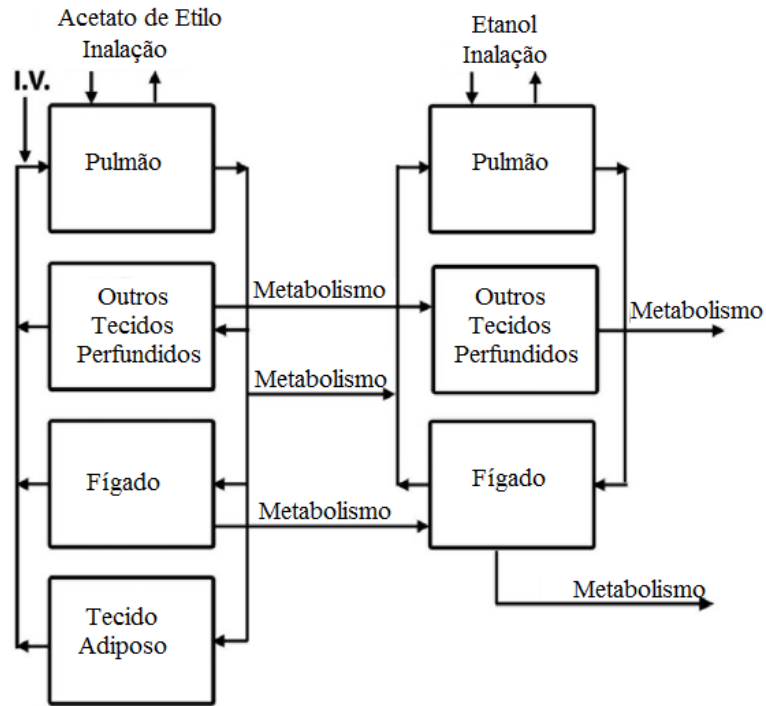 Acetato de Etilo
Inalação
I.V.
Pulmão
Outros
Tecidos
Perfundidos
Metabolismo
Metabolismo
Fígado
Metabolismo
Tecido
Adiposo
Etanol
Inalação
Pulmão
Outros
Tecidos
Perfundidos
Metabolismo
Fígado
Metabolismo